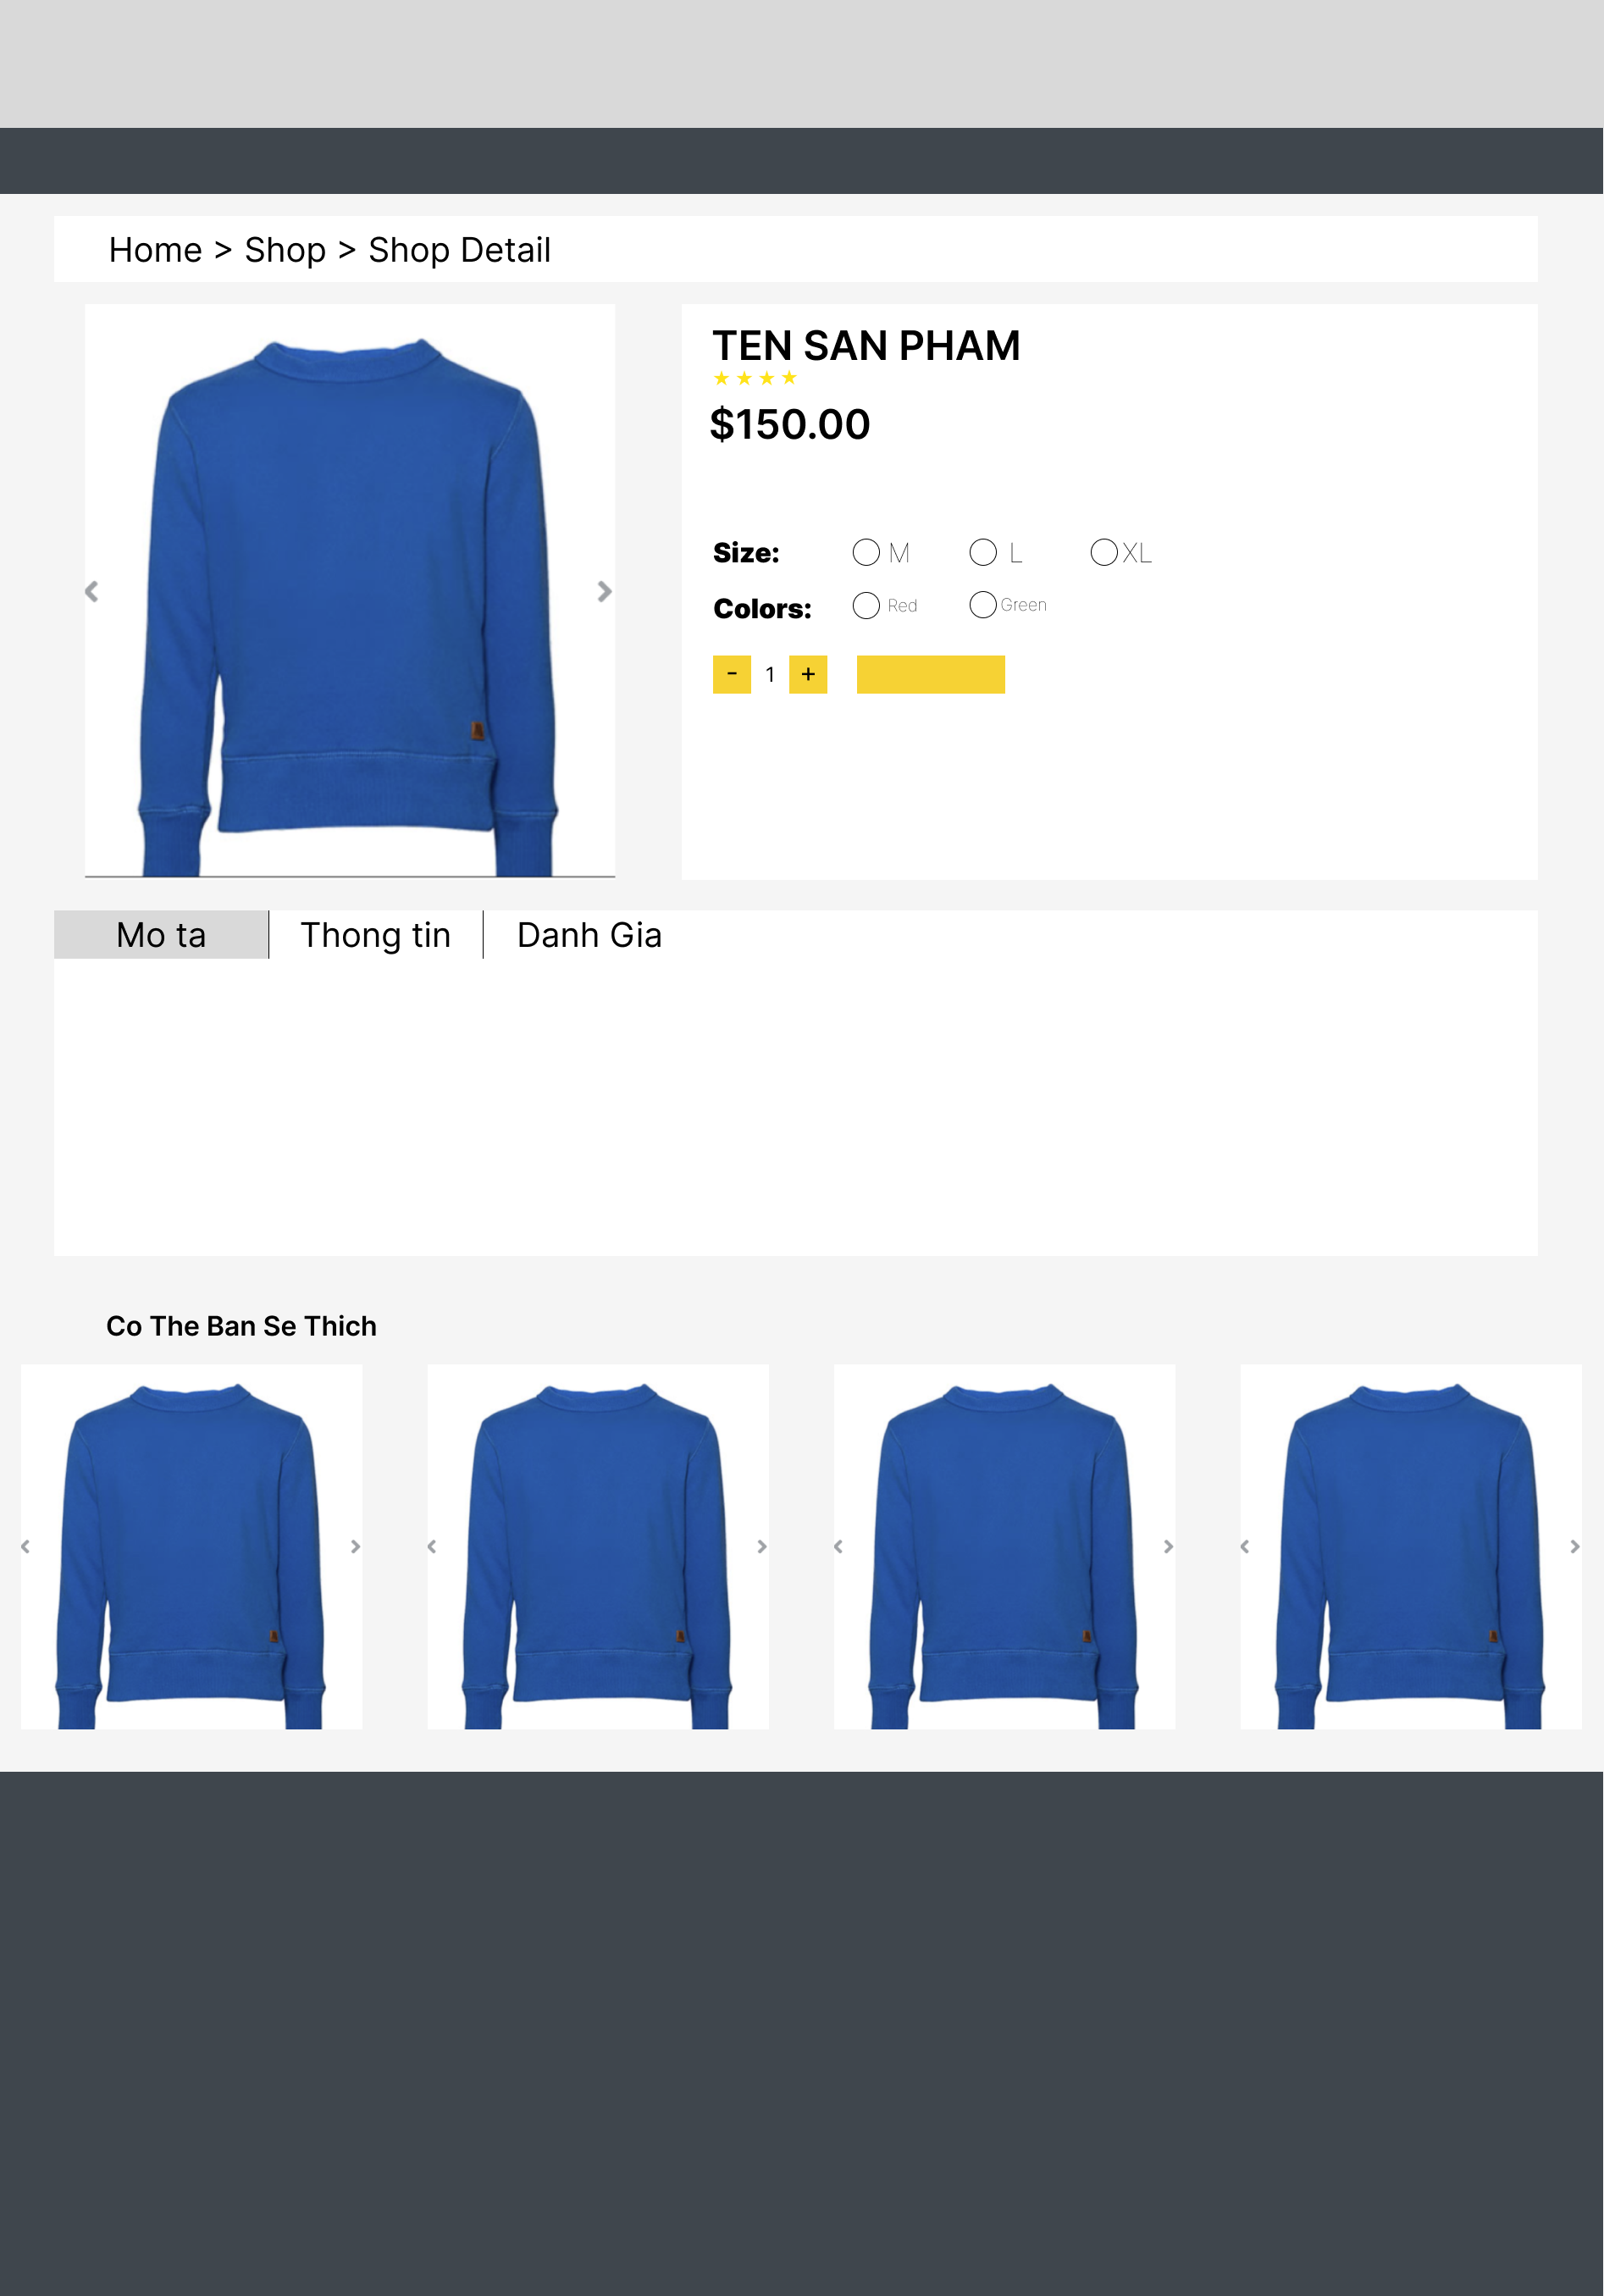 Home > Shop > Shop Detail
TEN SAN PHAM
★ ★ ★ ★
$150.00
Size: M L XL
Colors: Red Green
- 1 +
Mo ta Thong tin Danh Gia
Co The Ban Se Thich